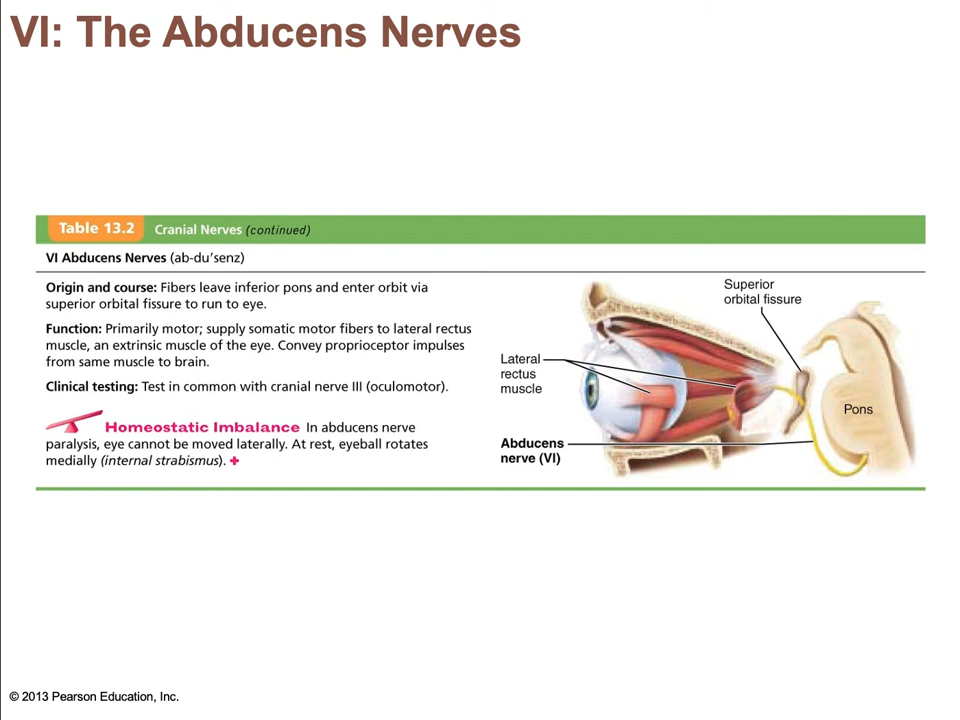 VI: The Abducens Nerves
Table 13.2 Cranial Nerves (continued)
VI Abducens Nerves (ab-du′senz)
Origin and course: Fibers leave inferior pons and enter orbit via
superior orbital fissure to run to eye.
Function: Primarily motor; supply somatic motor fibers to lateral rectus
muscle, an extrinsic muscle of the eye. Convey proprioceptor impulses
from same muscle to brain.
Clinical testing: Test in common with cranial nerve III (oculomotor).
Homeostatic Imbalance In abducens nerve
paralysis, eye cannot be moved laterally. At rest, eyeball rotates
medially (internal strabismus). +
Superior
orbital fissure
Lateral
rectus
muscle
Pons
Abducens
nerve (VI)
© 2013 Pearson Education, Inc.